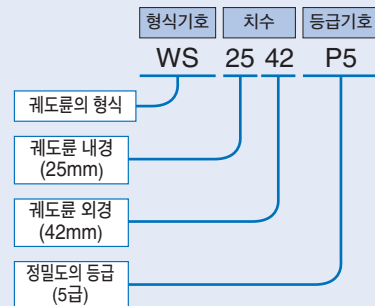 형식기호 치수 등급기호
WS 25 42 P5
궤도륜의 형식
궤도륜 내경
(25mm)
궤도륜 외경
(42mm)
정밀도의 등급
(5급)